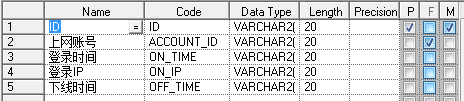 Name Code Data Type Length Precision P F M
1 ID = ID VARCHAR2( 20
2 上网账号 ACCOUNT_ID VARCHAR2( 20
3 登录时间 ON_TIME VARCHAR2( 20
4 登录IP ON_IP VARCHAR2( 20
5 下线时间 OFF_TIME VARCHAR2( 20